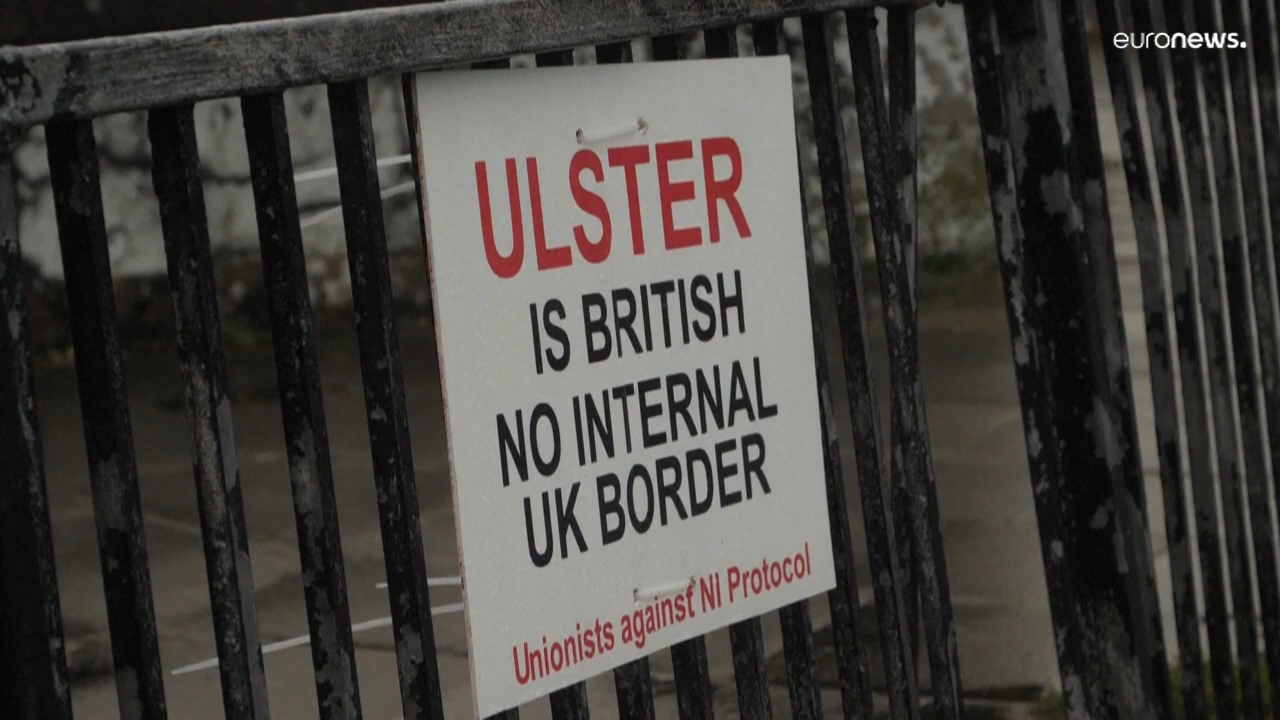 euronews.
ULSTER
IS BRITISH
NO INTERNAL
UK BORDER
Unionists against NI Protocol